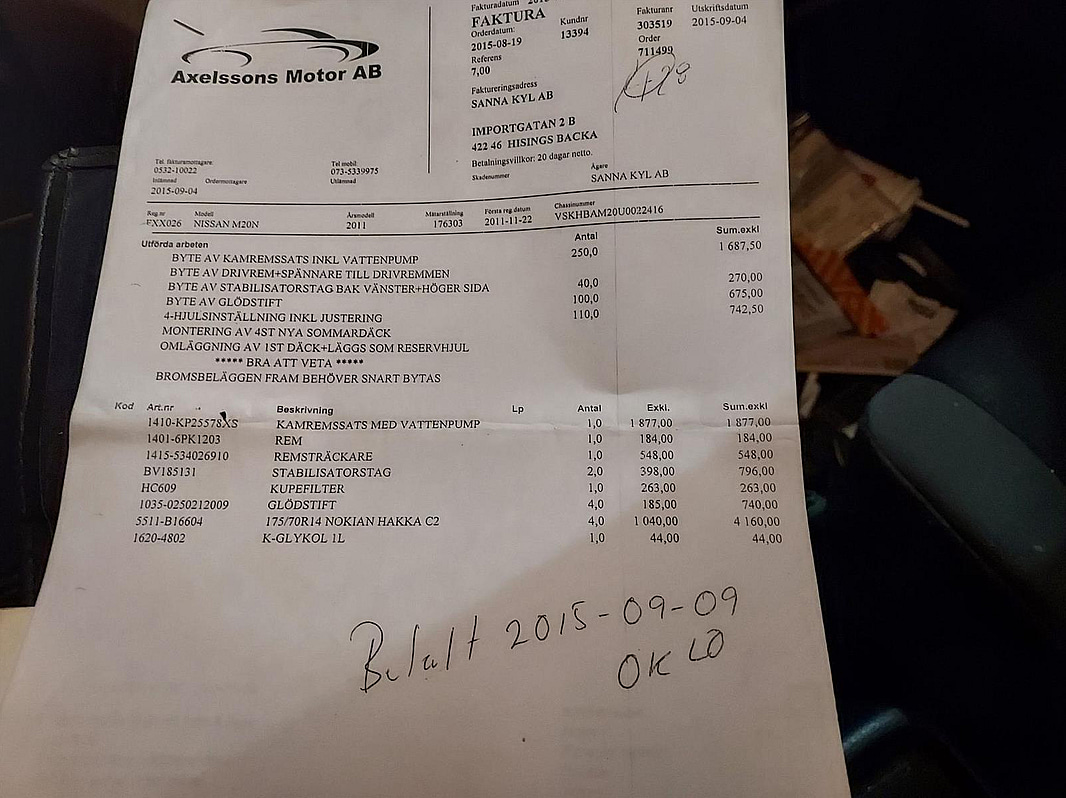 Axelssons Motor AB
Fakturadatum
FAKTURA
Orderdatum: Kundnr
2015-08-19 13394
Referens
7,00
Fakturanr Utskriftsdatum
303519 2015-09-04
Order
711499
Faktureringsadress
SANNA KYL AB
IMPORTGATAN 2 B
422 46 HISINGS BACKA
Betalningsvillkor: 20 dagar netto.
Skadenummer Ägare
SANNA KYL AB
Tel. fakturamottagare: Tel mobil:
0532-10022 073-5339975
Inlämnad Ordermottagare Utlämnad
2015-09-04
Reg.nr Modell Årsmodell Mätarställning Första reg datum Chassinummer
FXX026 NISSAN M20N 2011 176303 2011-11-22 VSKHBAM20U0022416
Utförda arbeten Antal Sum.exkl
BYTE AV KAMREMSSATS INKL VATTENPUMP 250,0 1 687,50
BYTE AV DRIVREM+SPÄNNARE TILL DRIVREMMEN
BYTE AV STABILISATORSTAG BAK VÄNSTER+HÖGER SIDA 40,0 270,00
BYTE AV GLÖDSTIFT 100,0 675,00
4-HJULSINSTÄLLNING INKL JUSTERING 110,0 742,50
MONTERING AV 4ST NYA SOMMARDÄCK
OMLÄGGNING AV 1ST DÄCK+LÄGGS SOM RESERVHJUL
***** BRA ATT VETA *****
BROMSBELÄGGEN FRAM BEHÖVER SNART BYTAS
Kod Art.nr Beskrivning Lp Antal Exkl. Sum.exkl
1410-KP25578XS KAMREMSSATS MED VATTENPUMP 1,0 1 877,00 1 877,00
1401-6PK1203 REM 1,0 184,00 184,00
1415-534026910 REMSTRÄCKARE 1,0 548,00 548,00
BV185131 STABILISATORSTAG 2,0 398,00 796,00
HC609 KUPEFILTER 1,0 263,00 263,00
1035-0250212009 GLÖDSTIFT 4,0 185,00 740,00
5511-B16604 175/70R14 NOKIAN HAKKA C2 4,0 1 040,00 4 160,00
1620-4802 K-GLYKOL 1L 1,0 44,00 44,00
Betalt 2015-09-09
OK LO